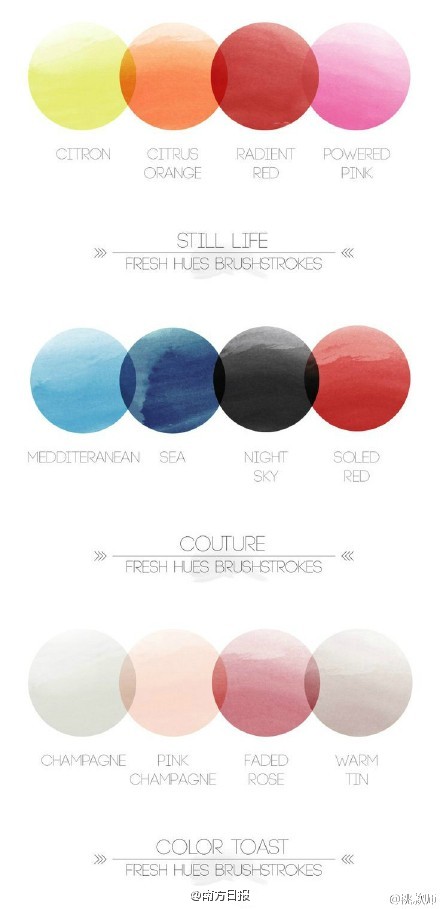 CITRON
CITRUS
ORANGE
RADIENT
RED
POWERED
PINK
STILL LIFE
FRESH HUES BRUSHSTROKES
MEDDITERANEAN
SEA
NIGHT
SKY
SOLED
RED
COUTURE
FRESH HUES BRUSHSTROKES
CHAMPAGNE
PINK
CHAMPAGNE
FADED
ROSE
WARM
TIN
COLOR TOAST
FRESH HUES BRUSHSTROKES
@南方日报